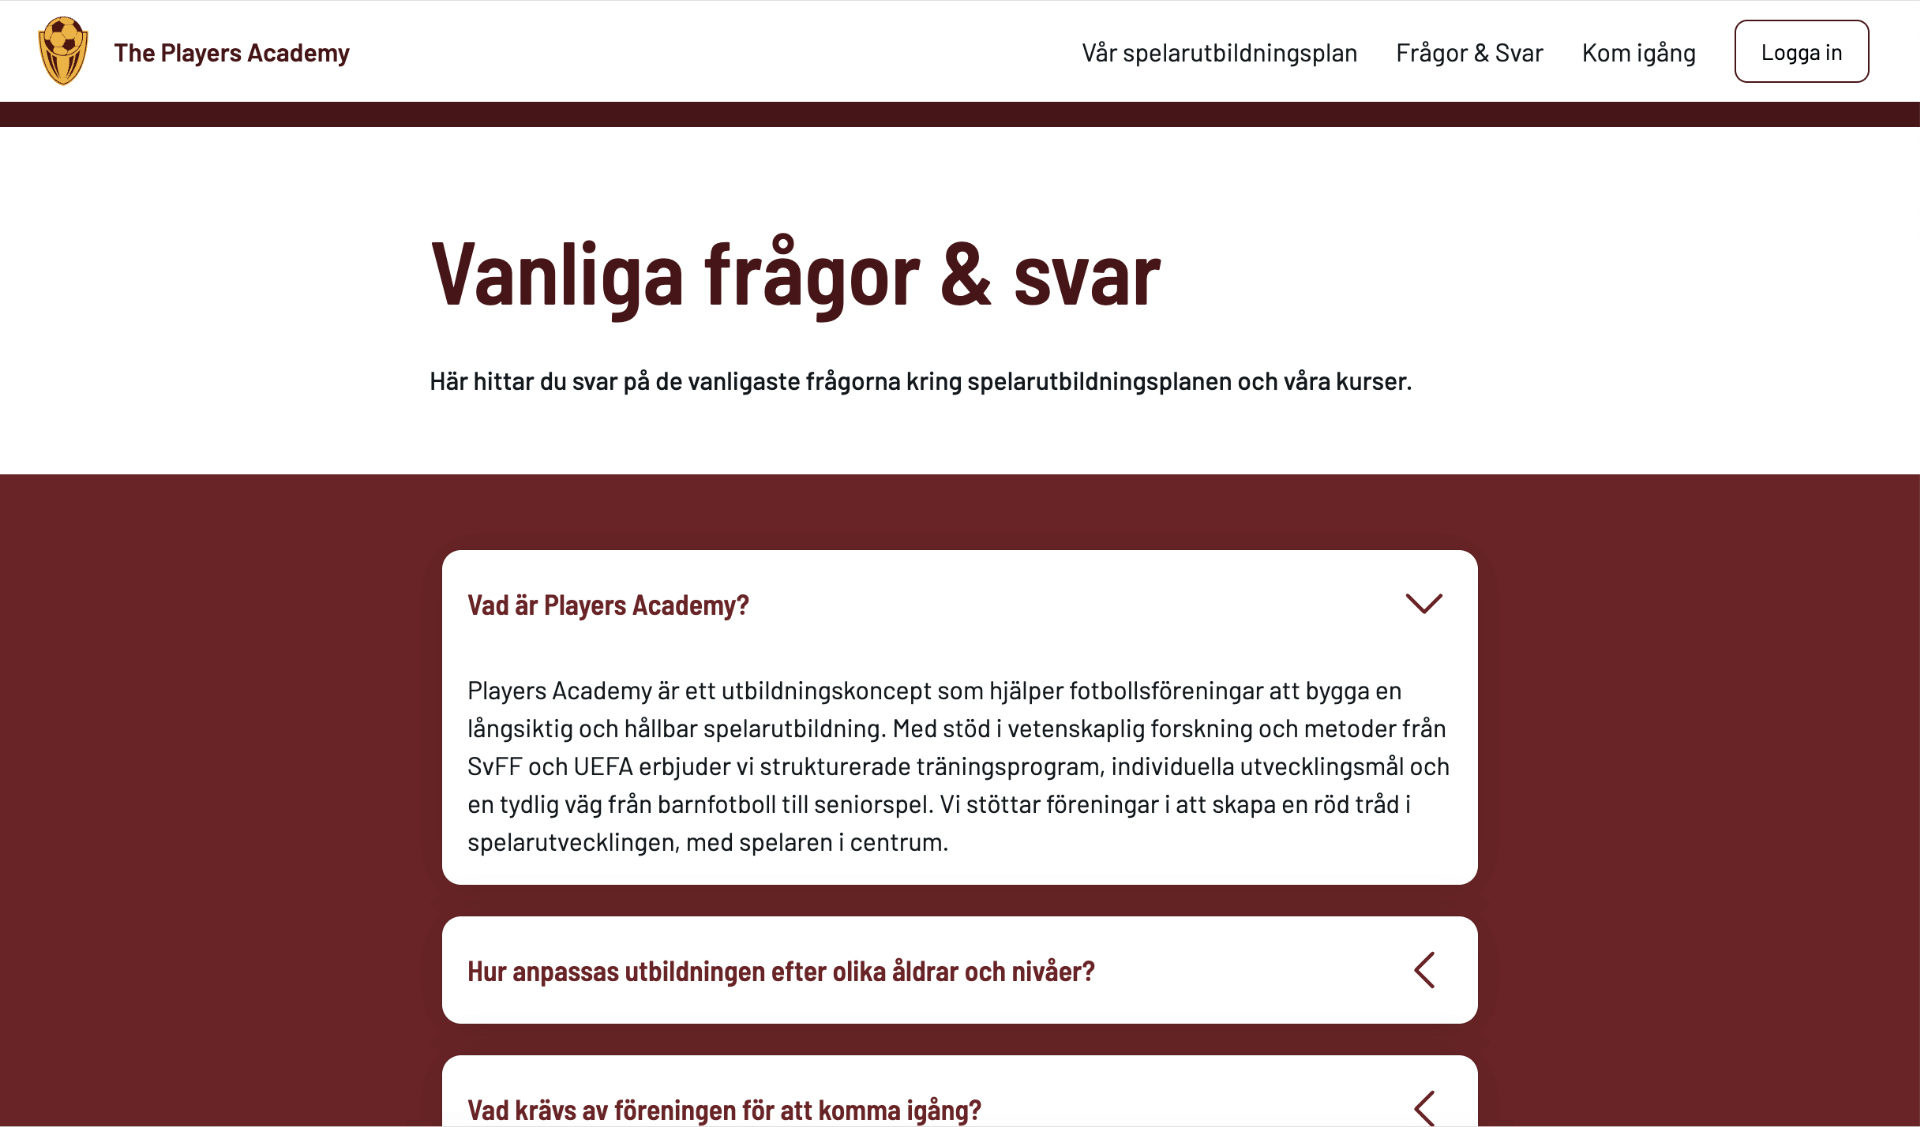 The Players Academy
Vår spelarutbildningsplan
Frågor & Svar
Kom igång
Logga in
Vanliga frågor & svar
Här hittar du svar på de vanligaste frågorna kring spelarutbildningsplanen och våra kurser.
Vad är Players Academy?
Players Academy är ett utbildningskoncept som hjälper fotbollsföreningar att bygga en
långsiktig och hållbar spelarutbildning. Med stöd i vetenskaplig forskning och metoder från
SvFF och UEFA erbjuder vi strukturerade träningsprogram, individuella utvecklingsmål och
en tydlig väg från barnfotboll till seniorspel. Vi stöttar föreningar i att skapa en röd tråd i
spelarutvecklingen, med spelaren i centrum.
Hur anpassas utbildningen efter olika åldrar och nivåer?
Vad krävs av föreningen för att komma igång?